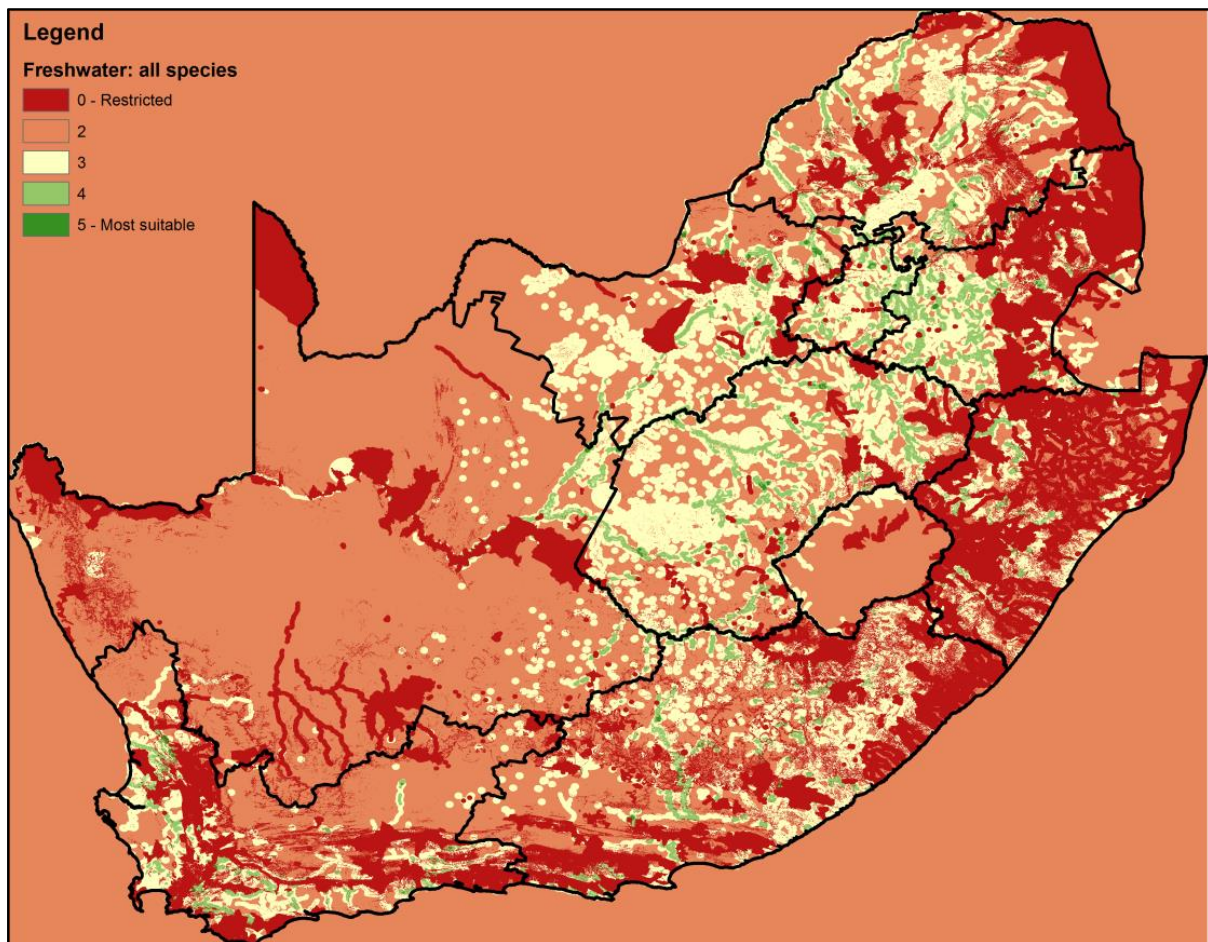 Legend
Freshwater: all species
0 - Restricted
2
3
4
5 - Most suitable